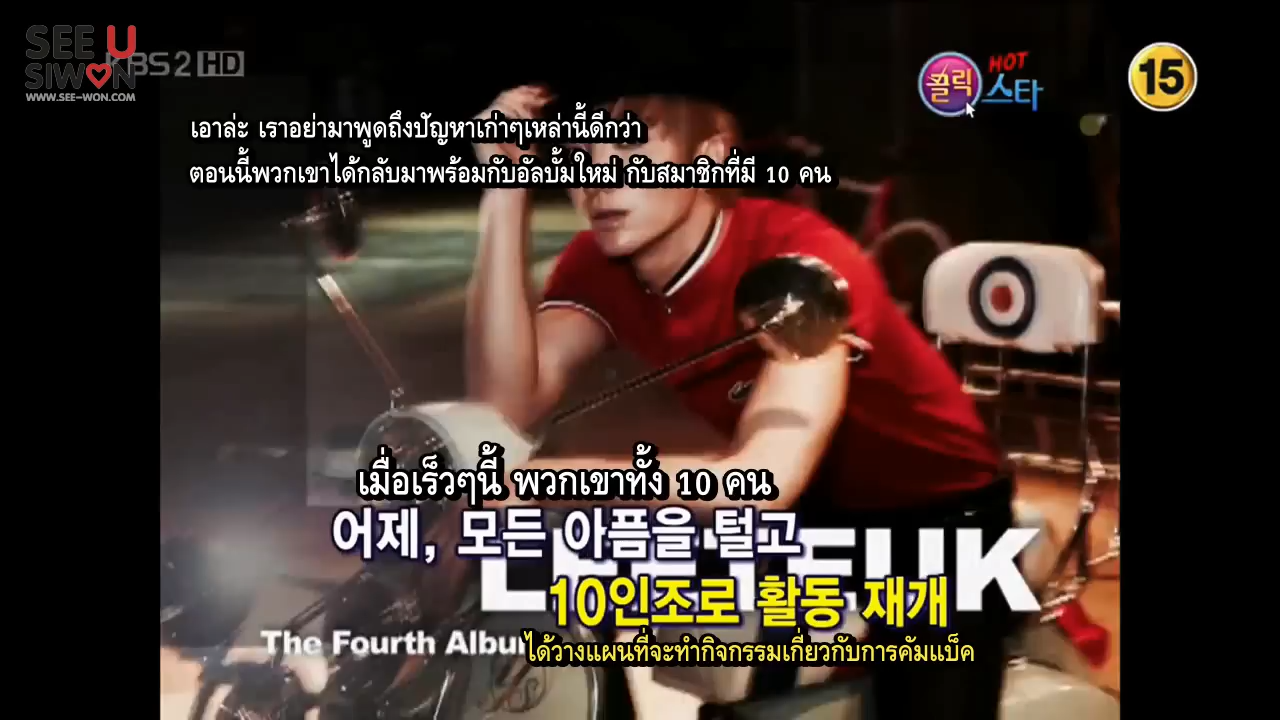 SEE U
SIWON
WWW.SEE-WON.COM
KBS2 HD
콜릭 HOT
스타
15
เอาล่ะ เราอย่ามาพูดถึงปัญหาเก่าๆเหล่านี้ดีกว่า
ตอนนี้พวกเขาได้กลับมาพร้อมกับอัลบั้มใหม่ กับสมาชิกที่มี 10 คน
เมื่อเร็วๆนี้ พวกเขาทั้ง 10 คน
어제, 모든 아픔을 털고
LEETEUK
10인조로 활동 재개
The Fourth Album
ได้วางแผนที่จะทำกิจกรรมเกี่ยวกับการคัมแบ็ค